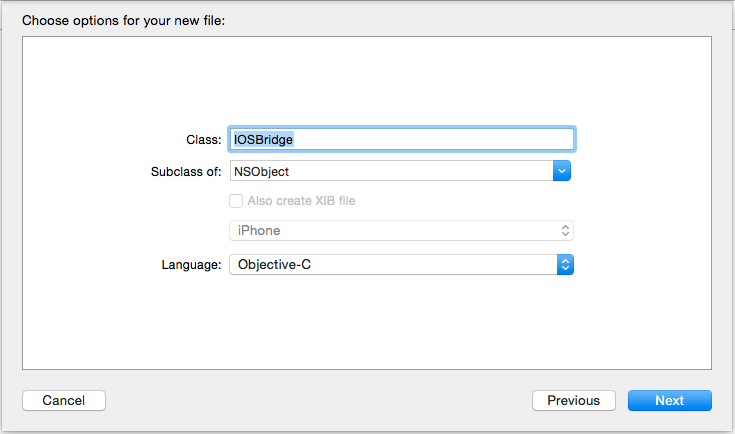 Choose options for your new file:
Class: IOSBridge
Subclass of: NSObject
Also create XIB file
iPhone
Language: Objective-C
Cancel Previous Next